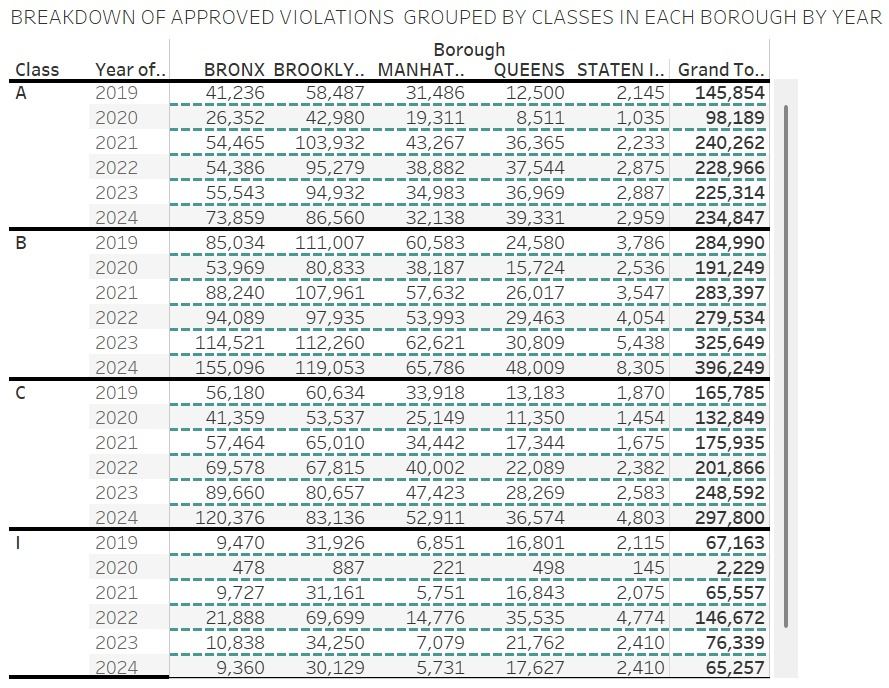 BREAKDOWN OF APPROVED VIOLATIONS GROUPED BY CLASSES IN EACH BOROUGH BY YEAR
Borough
Class Year of.. BRONX BROOKLY.. MANHAT.. QUEENS STATEN I.. Grand To..
A 2019 41,236 58,487 31,486 12,500 2,145 145,854
2020 26,352 42,980 19,311 8,511 1,035 98,189
2021 54,465 103,932 43,267 36,365 2,233 240,262
2022 54,386 95,279 38,882 37,544 2,875 228,966
2023 55,543 94,932 34,983 36,969 2,887 225,314
2024 73,859 86,560 32,138 39,331 2,959 234,847
B 2019 85,034 111,007 60,583 24,580 3,786 284,990
2020 53,969 80,833 38,187 15,724 2,536 191,249
2021 88,240 107,961 57,632 26,017 3,547 283,397
2022 94,089 97,935 53,993 29,463 4,054 279,534
2023 114,521 112,260 62,621 30,809 5,438 325,649
2024 155,096 119,053 65,786 48,009 8,305 396,249
C 2019 56,180 60,634 33,918 13,183 1,870 165,785
2020 41,359 53,537 25,149 11,350 1,454 132,849
2021 57,464 65,010 34,442 17,344 1,675 175,935
2022 69,578 67,815 40,002 22,089 2,382 201,866
2023 89,660 80,657 47,423 28,269 2,583 248,592
2024 120,376 83,136 52,911 36,574 4,803 297,800
I 2019 9,470 31,926 6,851 16,801 2,115 67,163
2020 478 887 221 498 145 2,229
2021 9,727 31,161 5,751 16,843 2,075 65,557
2022 21,888 69,699 14,776 35,535 4,774 146,672
2023 10,838 34,250 7,079 21,762 2,410 76,339
2024 9,360 30,129 5,731 17,627 2,410 65,257